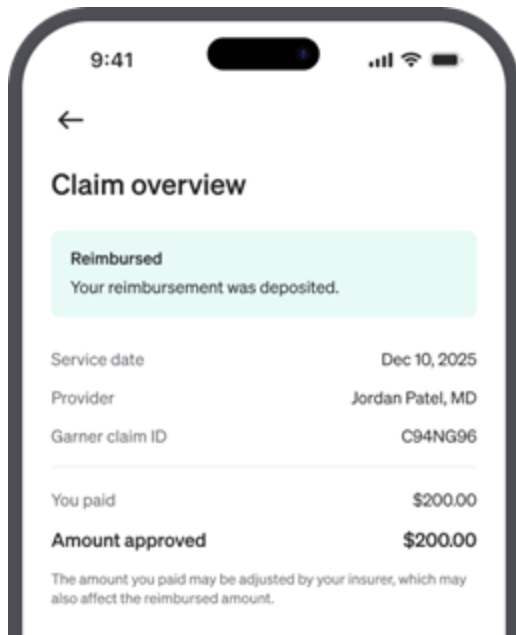 9:41
Claim overview
Reimbursed
Your reimbursement was deposited.
Service date Dec 10, 2025
Provider Jordan Patel, MD
Garner claim ID C94NG96
You paid $200.00
Amount approved $200.00
The amount you paid may be adjusted by your insurer, which may
also affect the reimbursed amount.